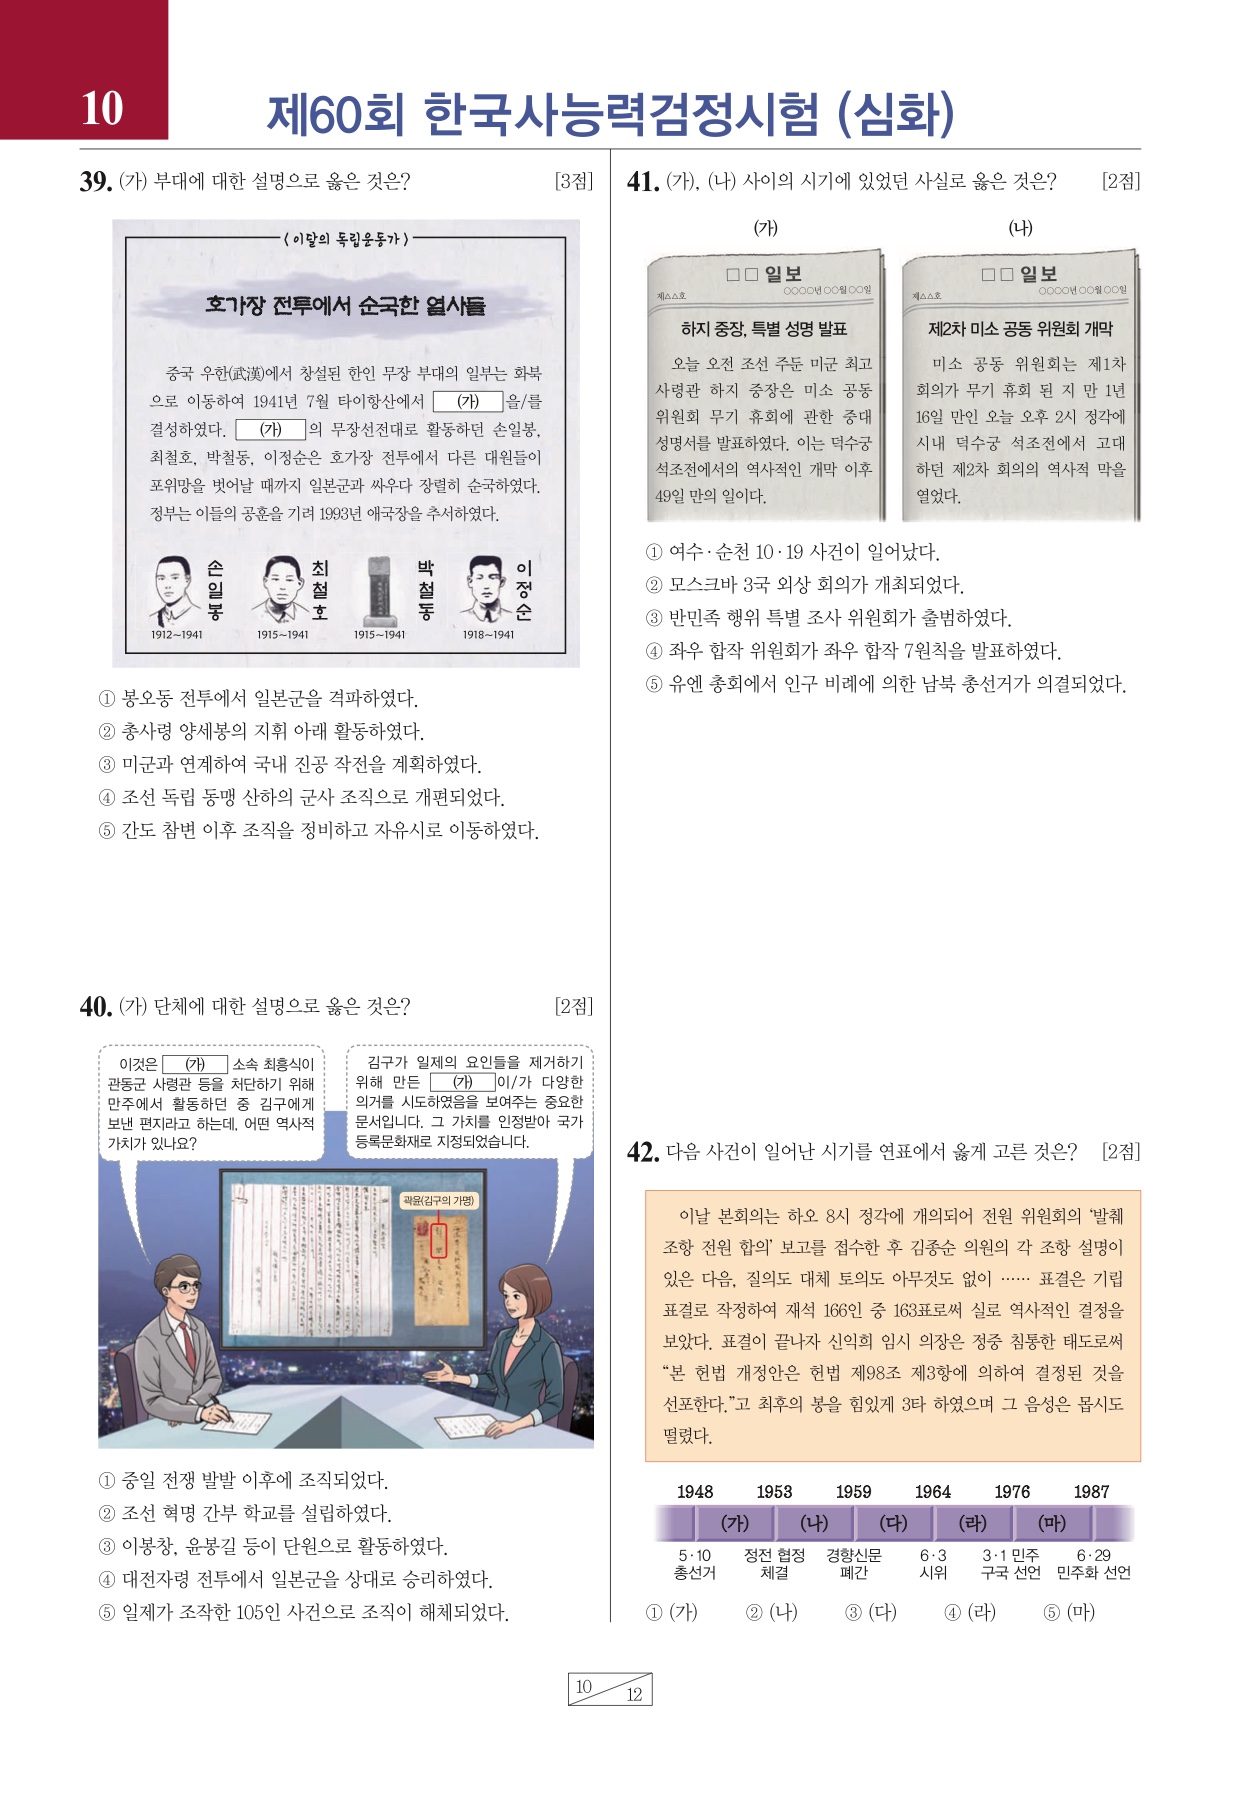 10
제60회 한국사능력검정시험 (심화)
39. (가) 부대에 대한 설명으로 옳은 것은? [3점]
〈이달의 독립운동가〉
호가장 전투에서 순국한 열사들
중국 우한(武漢)에서 창설된 한인 무장 부대의 일부는 화북
으로 이동하여 1941년 7월 타이항산에서 (가) 을/를
결성하였다. (가) 의 무장선전대로 활동하던 손일봉,
최철호, 박철동, 이정순은 호가장 전투에서 다른 대원들이
포위망을 벗어날 때까지 일본군과 싸우다 장렬히 순국하였다.
정부는 이들의 공훈을 기려 1993년 애국장을 추서하였다.
손일봉
1912~1941
최철호
1915~1941
박철동
1915~1941
이정순
1918~1941
① 봉오동 전투에서 일본군을 격파하였다.
② 총사령 양세봉의 지휘 아래 활동하였다.
③ 미군과 연계하여 국내 진공 작전을 계획하였다.
④ 조선 독립 동맹 산하의 군사 조직으로 개편되었다.
⑤ 간도 참변 이후 조직을 정비하고 자유시로 이동하였다.
40. (가) 단체에 대한 설명으로 옳은 것은? [2점]
이것은 (가) 소속 최흥식이
관동군 사령관 등을 처단하기 위해
만주에서 활동하던 중 김구에게
보낸 편지라고 하는데, 어떤 역사적
가치가 있나요?
김구가 일제의 요인들을 제거하기
위해 만든 (가) 이/가 다양한
의거를 시도하였음을 보여주는 중요한
문서입니다. 그 가치를 인정받아 국가
등록문화재로 지정되었습니다.
곽윤(김구의 가명)
① 중일 전쟁 발발 이후에 조직되었다.
② 조선 혁명 간부 학교를 설립하였다.
③ 이봉창, 윤봉길 등이 단원으로 활동하였다.
④ 대전자령 전투에서 일본군을 상대로 승리하였다.
⑤ 일제가 조작한 105인 사건으로 조직이 해체되었다.
41. (가), (나) 사이의 시기에 있었던 사실로 옳은 것은? [2점]
(가)
□□ 일보
제△△호 ○○○○년 ○○월 ○○일
하지 중장, 특별 성명 발표
오늘 오전 조선 주둔 미군 최고
사령관 하지 중장은 미소 공동
위원회 무기 휴회에 관한 중대
성명서를 발표하였다. 이는 덕수궁
석조전에서의 역사적인 개막 이후
49일 만의 일이다.
(나)
□□ 일보
제△△호 ○○○○년 ○○월 ○○일
제2차 미소 공동 위원회 개막
미소 공동 위원회는 제1차
회의가 무기 휴회 된 지 만 1년
16일 만인 오늘 오후 2시 정각에
시내 덕수궁 석조전에서 고대
하던 제2차 회의의 역사적 막을
열었다.
① 여수·순천 10·19 사건이 일어났다.
② 모스크바 3국 외상 회의가 개최되었다.
③ 반민족 행위 특별 조사 위원회가 출범하였다.
④ 좌우 합작 위원회가 좌우 합작 7원칙을 발표하였다.
⑤ 유엔 총회에서 인구 비례에 의한 남북 총선거가 의결되었다.
42. 다음 사건이 일어난 시기를 연표에서 옳게 고른 것은? [2점]
이날 본회의는 하오 8시 정각에 개의되어 전원 위원회의 ‘발췌
조항 전원 합의’ 보고를 접수한 후 김종순 의원의 각 조항 설명이
있은 다음, 질의도 대체 토의도 아무것도 없이 …… 표결은 기립
표결로 작정하여 재석 166인 중 163표로써 실로 역사적인 결정을
보았다. 표결이 끝나자 신익희 임시 의장은 정중 침통한 태도로써
“본 헌법 개정안은 헌법 제98조 제3항에 의하여 결정된 것을
선포한다.”고 최후의 봉을 힘있게 3타 하였으며 그 음성은 몹시도
떨렸다.
1948 1953 1959 1964 1976 1987
(가) (나) (다) (라) (마)
5·10 정전 협정 경향신문 6·3 3·1 민주 6·29
총선거 체결 폐간 시위 구국 선언 민주화 선언
① (가) ② (나) ③ (다) ④ (라) ⑤ (마)
10
12